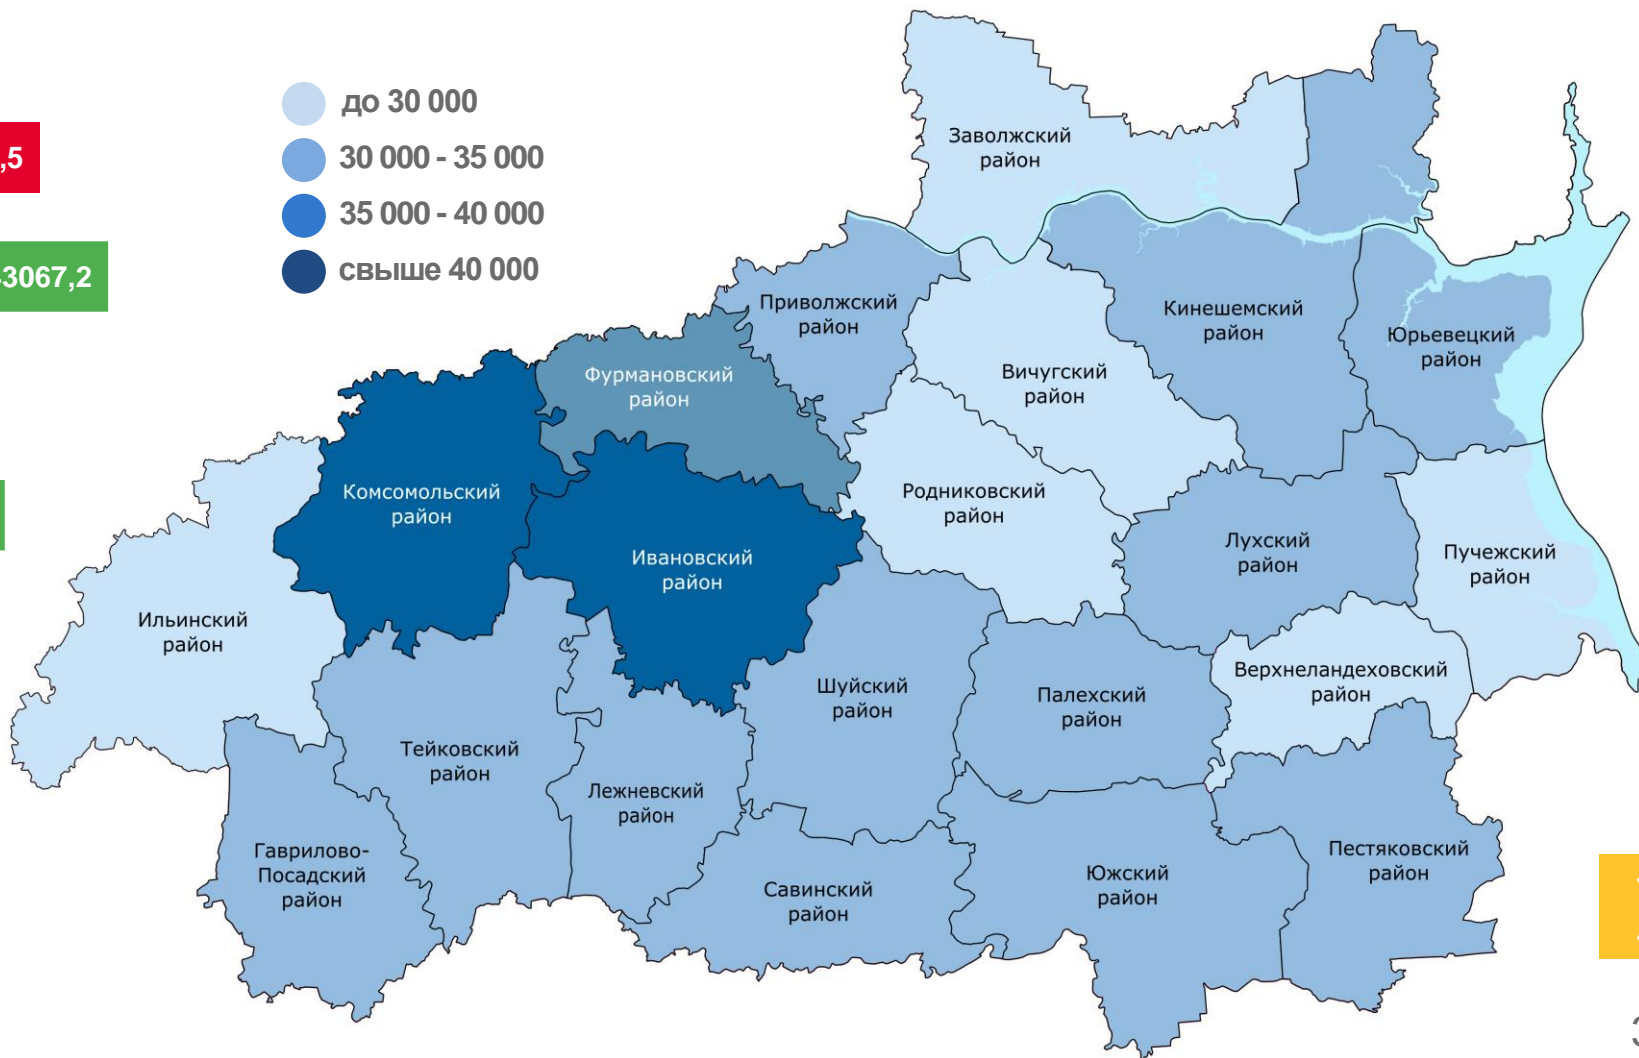 до 30 000
30 000 - 35 000
35 000 - 40 000
свыше 40 000
,5
3067,2
Заволжский
район
Приволжский
район
Кинешемский
район
Юрьевецкий
район
Фурмановский
район
Вичугский
район
Комсомольский
район
Родниковский
район
Ивановский
район
Лухский
район
Пучежский
район
Ильинский
район
Верхнеландеховский
район
Шуйский
район
Палехский
район
Тейковский
район
Лежневский
район
Гаврилово-
Посадский
район
Савинский
район
Южский
район
Пестяковский
район